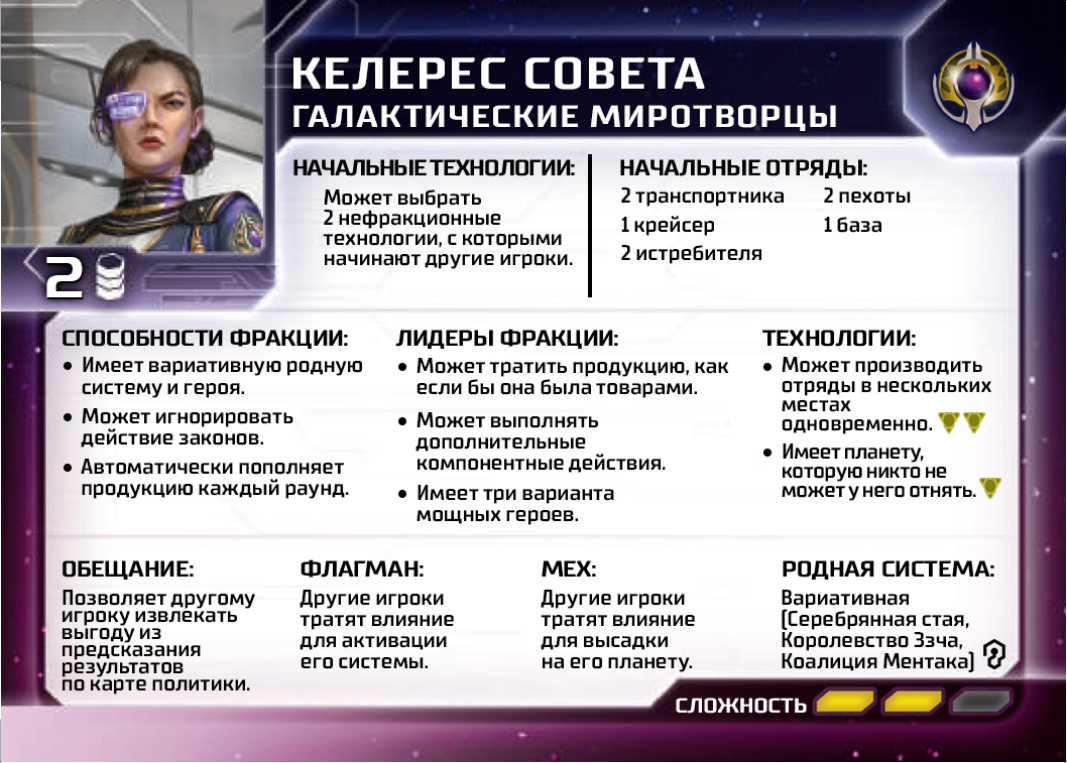 КЕЛЕРЕС СОВЕТА
ГАЛАКТИЧЕСКИЕ МИРОТВОРЦЫ
НАЧАЛЬНЫЕ ТЕХНОЛОГИИ:
Может выбрать
2 нефракционные
технологии, с которыми
начинают другие игроки.
НАЧАЛЬНЫЕ ОТРЯДЫ:
2 транспортника
1 крейсер
2 истребителя
2 пехоты
1 база
2
СПОСОБНОСТИ ФРАКЦИИ:
• Имеет вариативную родную
систему и героя.
• Может игнорировать
действие законов.
• Автоматически пополняет
продукцию каждый раунд.
ЛИДЕРЫ ФРАКЦИИ:
• Может тратить продукцию, как
если бы она была товарами.
• Может выполнять
дополнительные
компонентные действия.
• Имеет три варианта
мощных героев.
ТЕХНОЛОГИИ:
• Может производить
отряды в нескольких
местах
одновременно.
• Имеет планету,
которую никто не
может у него отнять.
ОБЕЩАНИЕ:
Позволяет другому
игроку извлекать
выгоду из
предсказания
результатов
по карте политики.
ФЛАГМАН:
Другие игроки
тратят влияние
для активации
его системы.
МЕХ:
Другие игроки
тратят влияние
для высадки
на его планету.
РОДНАЯ СИСТЕМА:
Вариативная
[Серебрянная стая,
Королевство Ззча,
Коалиция Ментака]
СЛОЖНОСТЬ